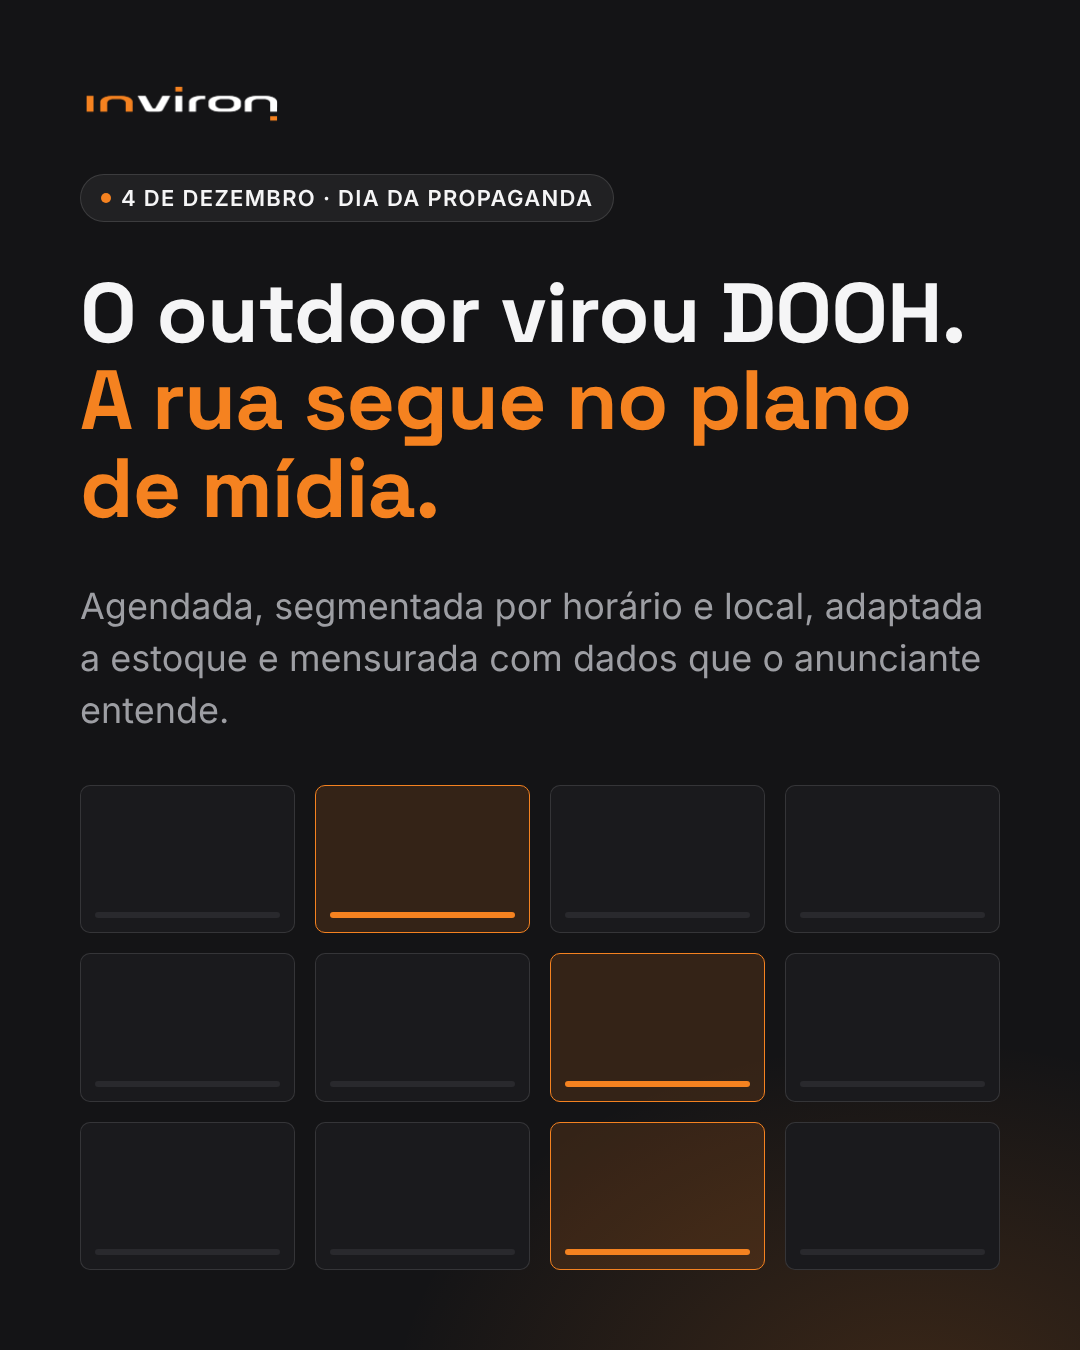 inviron
4 DE DEZEMBRO · DIA DA PROPAGANDA
O outdoor virou DOOH.
A rua segue no plano
de mídia.
Agendada, segmentada por horário e local, adaptada
a estoque e mensurada com dados que o anunciante
entende.